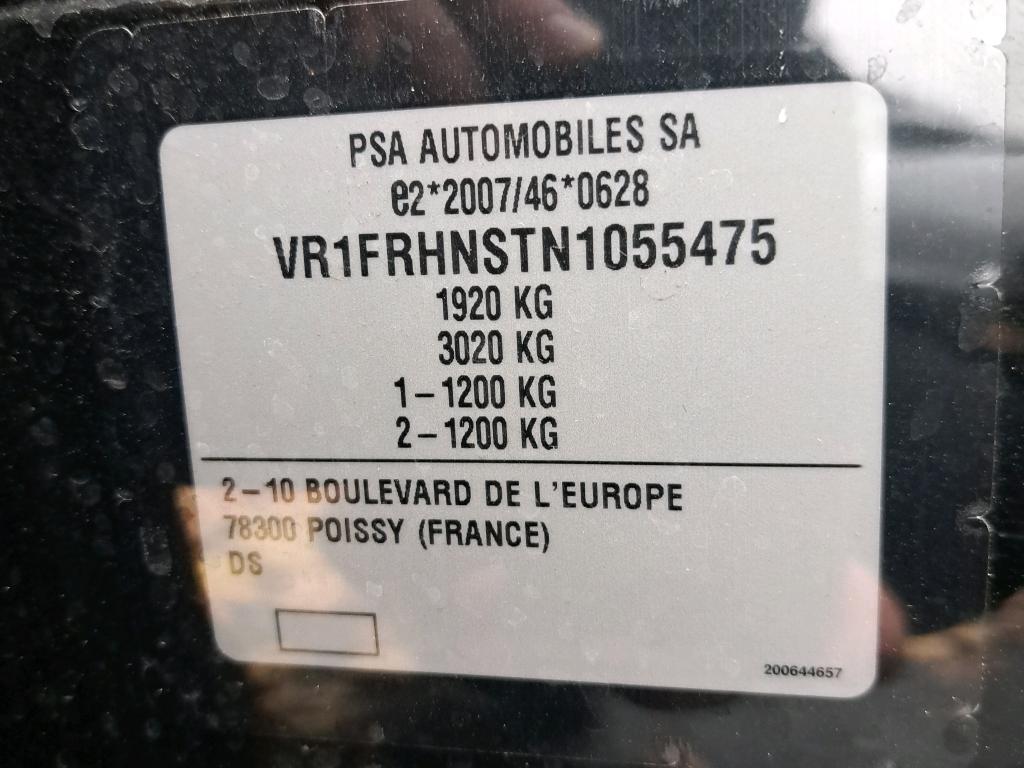 PSA AUTOMOBILES SA
e2*2007/46*0628
VR1FRHNSTN1055475
1920 KG
3020 KG
1-1200 KG
2-1200 KG
2-10 BOULEVARD DE L'EUROPE
78300 POISSY (FRANCE)
DS
200644657